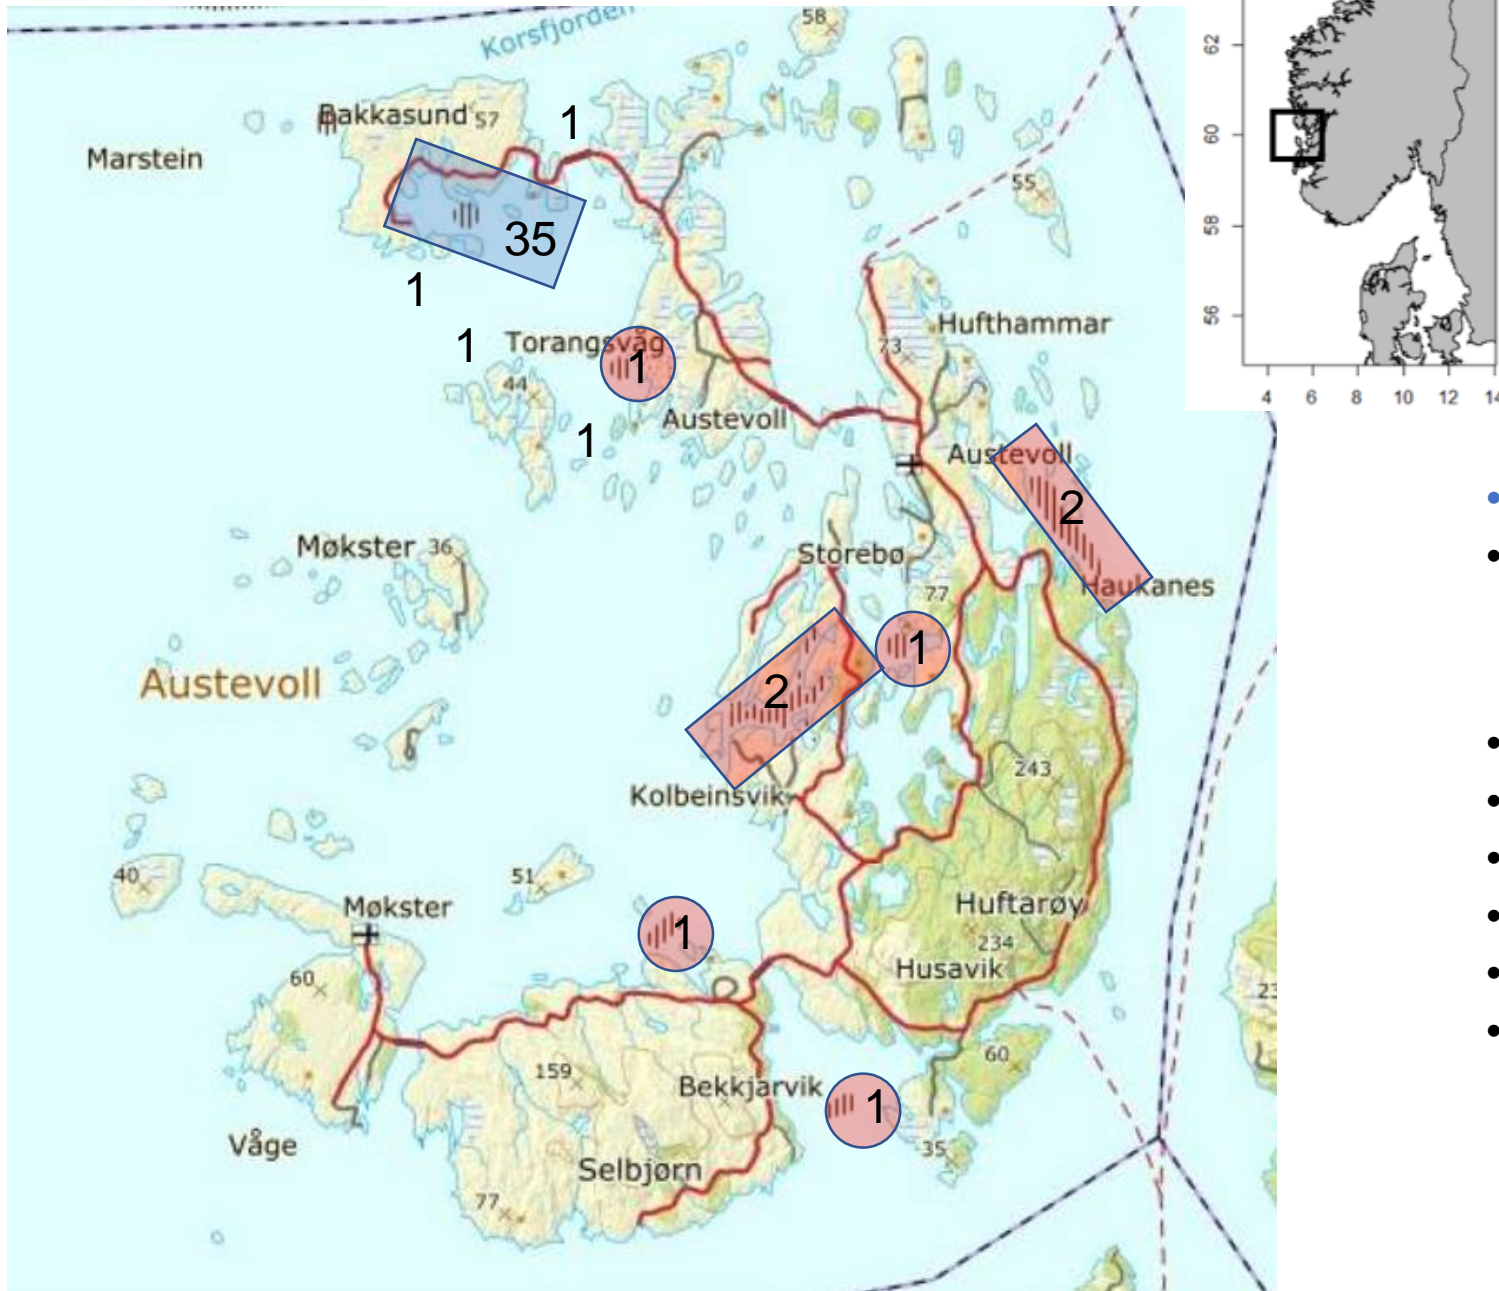 Korsfjorden
58
62
Bakkasund 57
1
60
Marstein
55
58
35
1
56
Hufthammar
1
Torangsvåg
1
73
44
4 6 8 10 12 14
Austevoll
1
Austevoll
2
Møkster 36
Storebø
Haukanes
77
1
Austevoll
2
243
Kolbeinsvik
40
51
Møkster
Huftarøy
1
234
Husavik
60
23
60
159
Bekkjarvik
1
Våge
35
Selbjørn
77